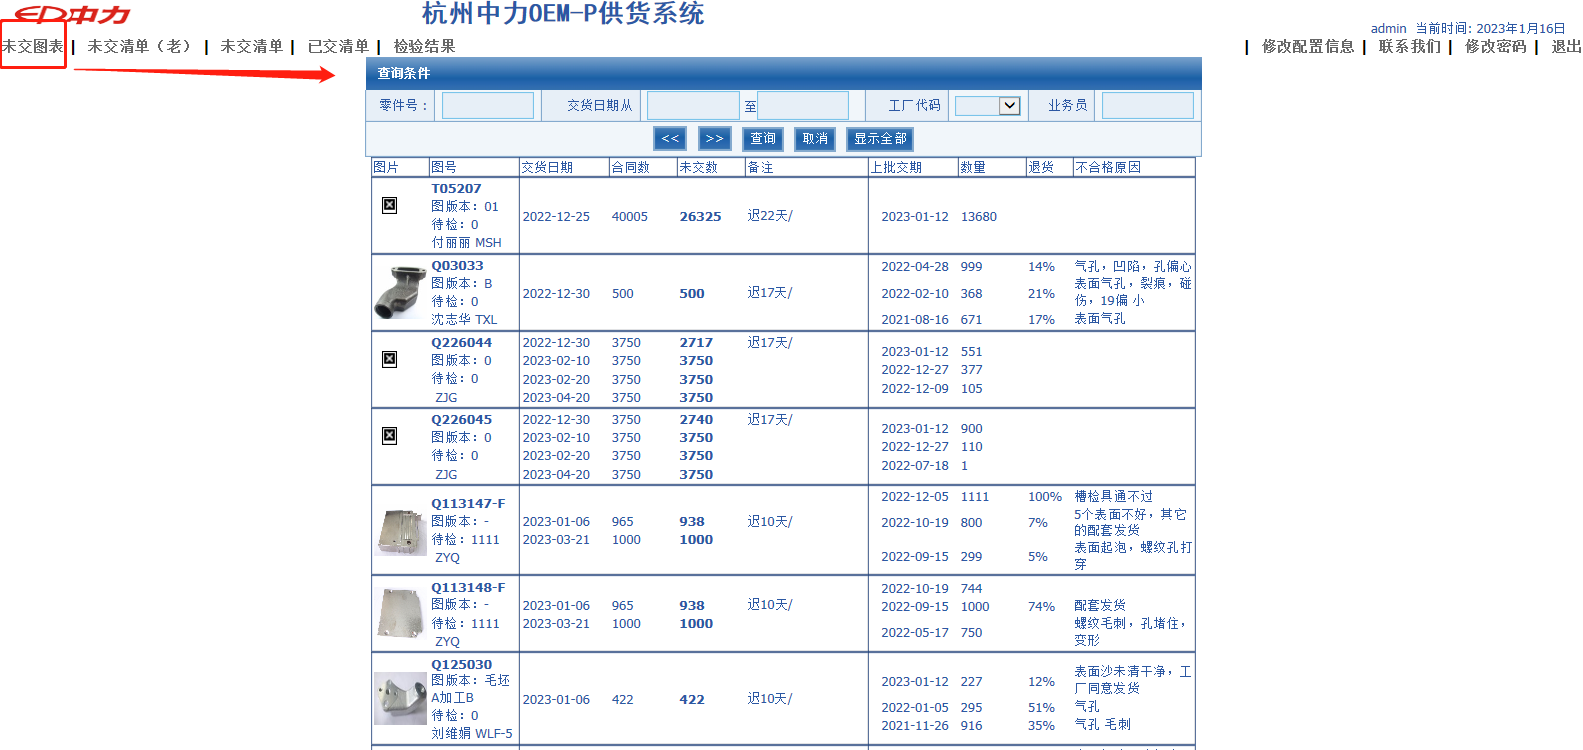 中力
杭州中力OEM-P供货系统
admin 当前时间: 2023年1月16日
未交图表 | 未交清单（老） | 未交清单 | 已交清单 | 检验结果 | 修改配置信息 | 联系我们 | 修改密码 | 退出
查询条件
零件号： 交货日期从 至 工厂代码 业务员
<< >> 查询 取消 显示全部
图片 图号 交货日期 合同数 未交数 备注 上批交期 数量 退货 不合格原因
T05207
图版本：01
待检：0
付丽丽 MSH
2022-12-25 40005 26325 迟22天/ 2023-01-12 13680
Q03033
图版本：B
待检：0
沈志华 TXL
2022-12-30 500 500 迟17天/
2022-04-28 999 14% 气孔，凹陷，孔偏心
2022-02-10 368 21% 表面气孔，裂痕，碰
伤，19偏 小
2021-08-16 671 17% 表面气孔
Q226044
图版本：0
待检：0
ZJG
2022-12-30 3750 2717 迟17天/
2023-02-10 3750 3750
2023-02-20 3750 3750
2023-04-20 3750 3750
2023-01-12 551
2022-12-27 377
2022-12-09 105
Q226045
图版本：0
待检：0
ZJG
2022-12-30 3750 2740 迟17天/
2023-02-10 3750 3750
2023-02-20 3750 3750
2023-04-20 3750 3750
2023-01-12 900
2022-12-27 110
2022-07-18 1
Q113147-F
图版本：-
待检：1111
ZYQ
2023-01-06 965 938 迟10天/
2023-03-21 1000 1000
2022-12-05 1111 100% 槽检具通不过
2022-10-19 800 7% 5个表面不好，其它
的配套发货
2022-09-15 299 5% 表面起泡，螺纹孔打
穿
Q113148-F
图版本：-
待检：1111
ZYQ
2023-01-06 965 938 迟10天/
2023-03-21 1000 1000
2022-10-19 744
2022-09-15 1000 74% 配套发货
2022-05-17 750 螺纹毛刺，孔堵住，
变形
Q125030
图版本：毛坯
A加工B
待检：0
刘维娟 WLF-5
2023-01-06 422 422 迟10天/
2023-01-12 227 12% 表面沙未清干净，工
厂同意发货
2022-01-05 295 51% 气孔
2021-11-26 916 35% 气孔 毛刺